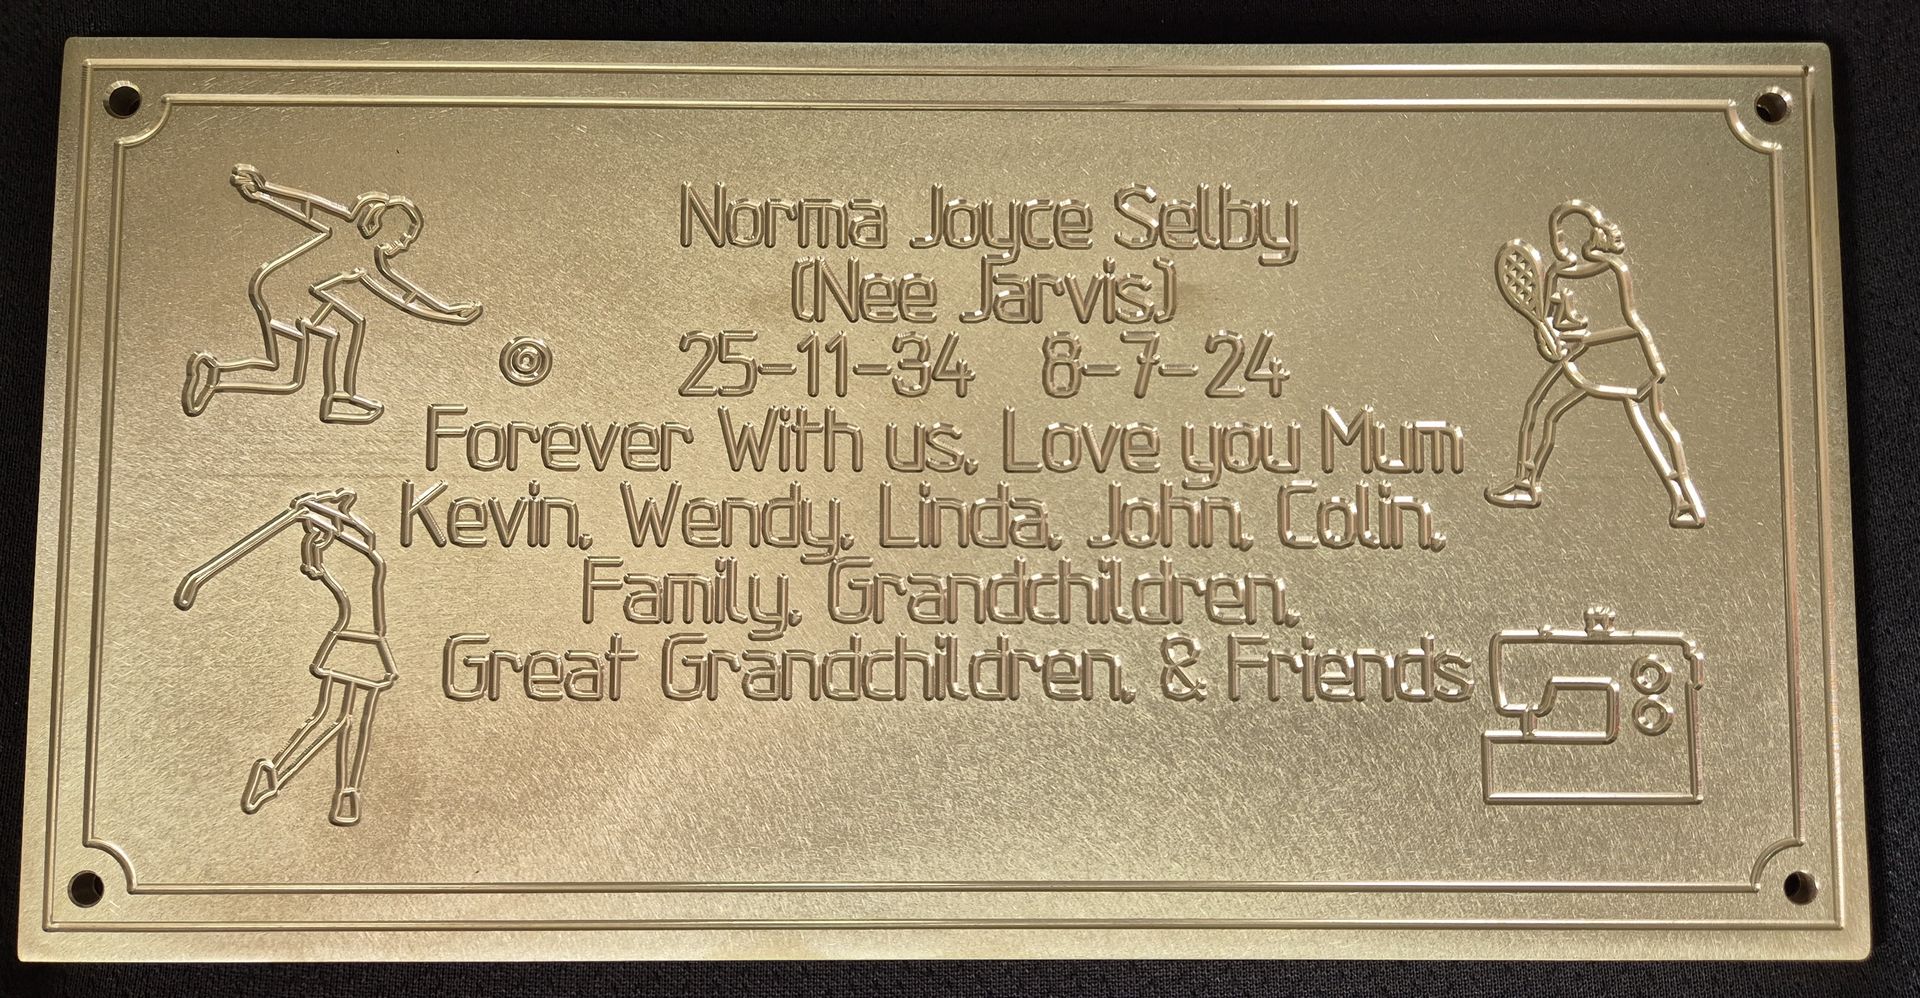 Norma Joyce Selby
(Nee Jarvis)
25-11-34 8-7-24
Forever With us, Love you Mum
Kevin, Wendy, Linda, John, Colin,
Family, Grandchildren,
Great Grandchildren, & Friends